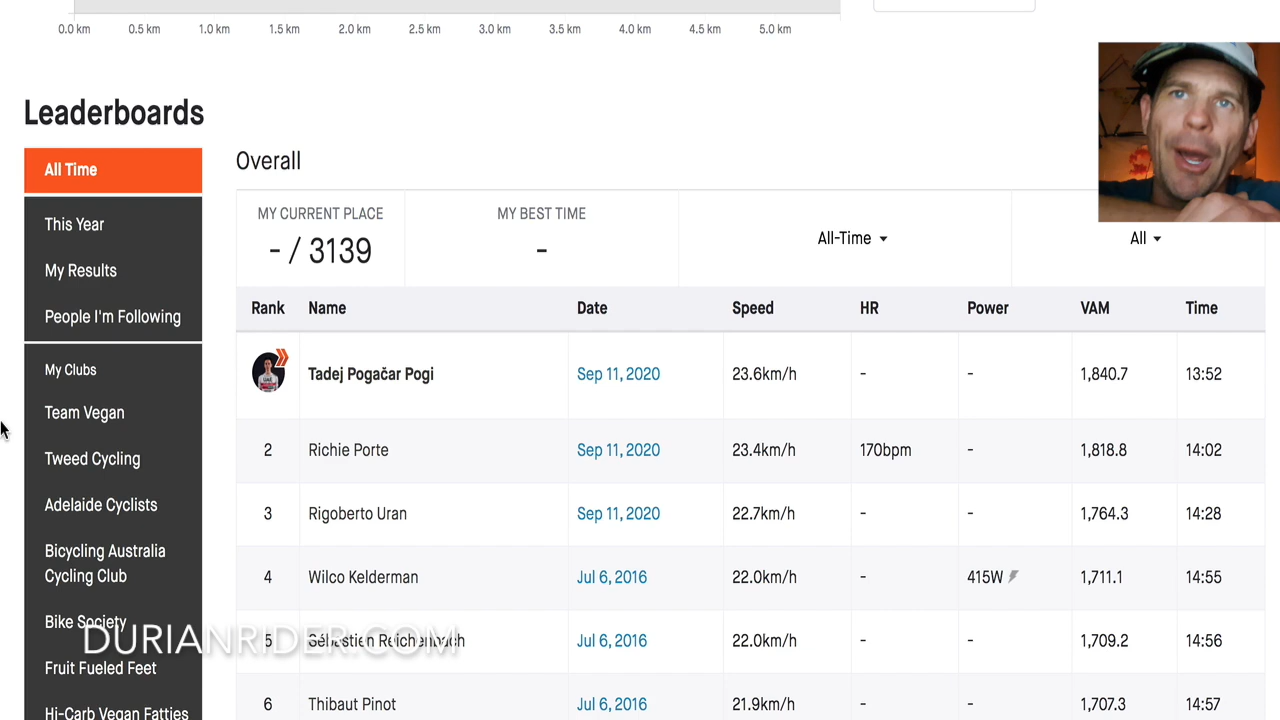 0.0 km 0.5 km 1.0 km 1.5 km 2.0 km 2.5 km 3.0 km 3.5 km 4.0 km 4.5 km 5.0 km
Leaderboards
All Time
This Year
My Results
People I'm Following
My Clubs
Team Vegan
Tweed Cycling
Adelaide Cyclists
Bicycling Australia
Cycling Club
Bike Society
Fruit Fueled Feet
Hi-Carb Vegan Fatties
Overall
MY CURRENT PLACE MY BEST TIME
- / 3139 - All-Time All
Rank Name Date Speed HR Power VAM Time
Tadej Pogačar Pogi Sep 11, 2020 23.6km/h - - 1,840.7 13:52
2 Richie Porte Sep 11, 2020 23.4km/h 170bpm - 1,818.8 14:02
3 Rigoberto Uran Sep 11, 2020 22.7km/h - - 1,764.3 14:28
4 Wilco Kelderman Jul 6, 2016 22.0km/h - 415W 1,711.1 14:55
5 Sébastien Reichenbach Jul 6, 2016 22.0km/h - - 1,709.2 14:56
6 Thibaut Pinot Jul 6, 2016 21.9km/h - - 1,707.3 14:57
DURIANRIDER.COM